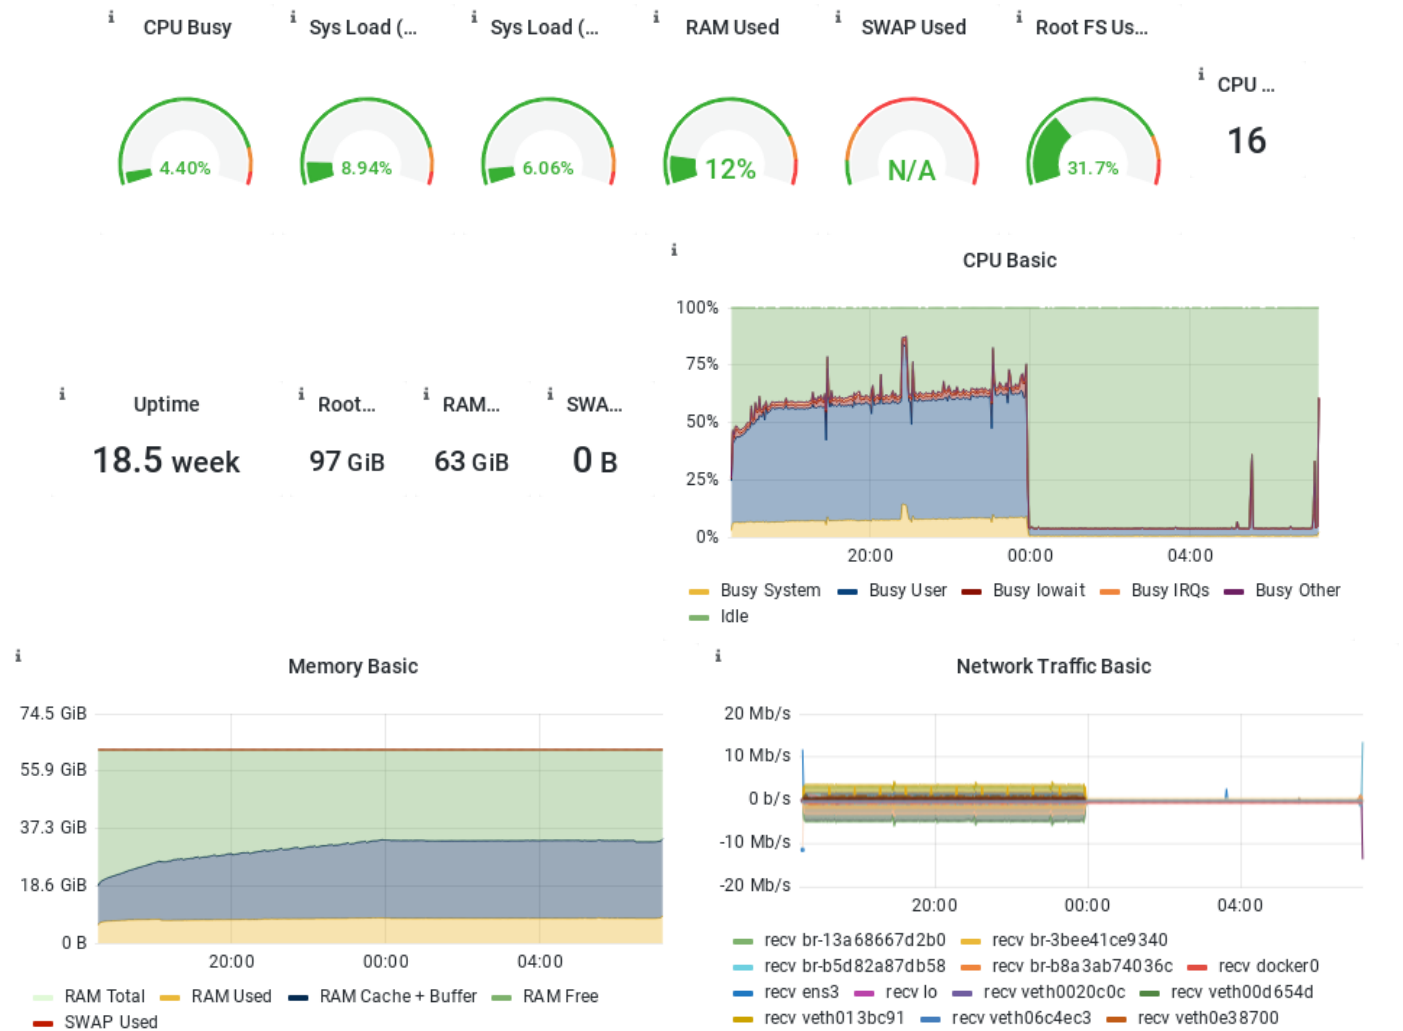 CPU Busy
Sys Load (...
Sys Load (...
RAM Used
SWAP Used
Root FS Us...
CPU ...
4.40%
8.94%
6.06%
12%
N/A
31.7%
16
Uptime
Root...
RAM...
SWA...
18.5 week
97 GiB
63 GiB
0 B
CPU Basic
100%
75%
50%
25%
0%
20:00 00:00 04:00
Busy System Busy User Busy Iowait Busy IRQs Busy Other
Idle
Memory Basic
74.5 GiB
55.9 GiB
37.3 GiB
18.6 GiB
0 B
20:00 00:00 04:00
RAM Total RAM Used RAM Cache + Buffer RAM Free
SWAP Used
Network Traffic Basic
20 Mb/s
10 Mb/s
0 b/s
-10 Mb/s
-20 Mb/s
20:00 00:00 04:00
recv br-13a68667d2b0 recv br-3bee41ce9340
recv br-b5d82a87db58 recv br-b8a3ab74036c recv docker0
recv ens3 recv lo recv veth0020c0c recv veth00d654d
recv veth013bc91 recv veth06c4ec3 recv veth0e38700